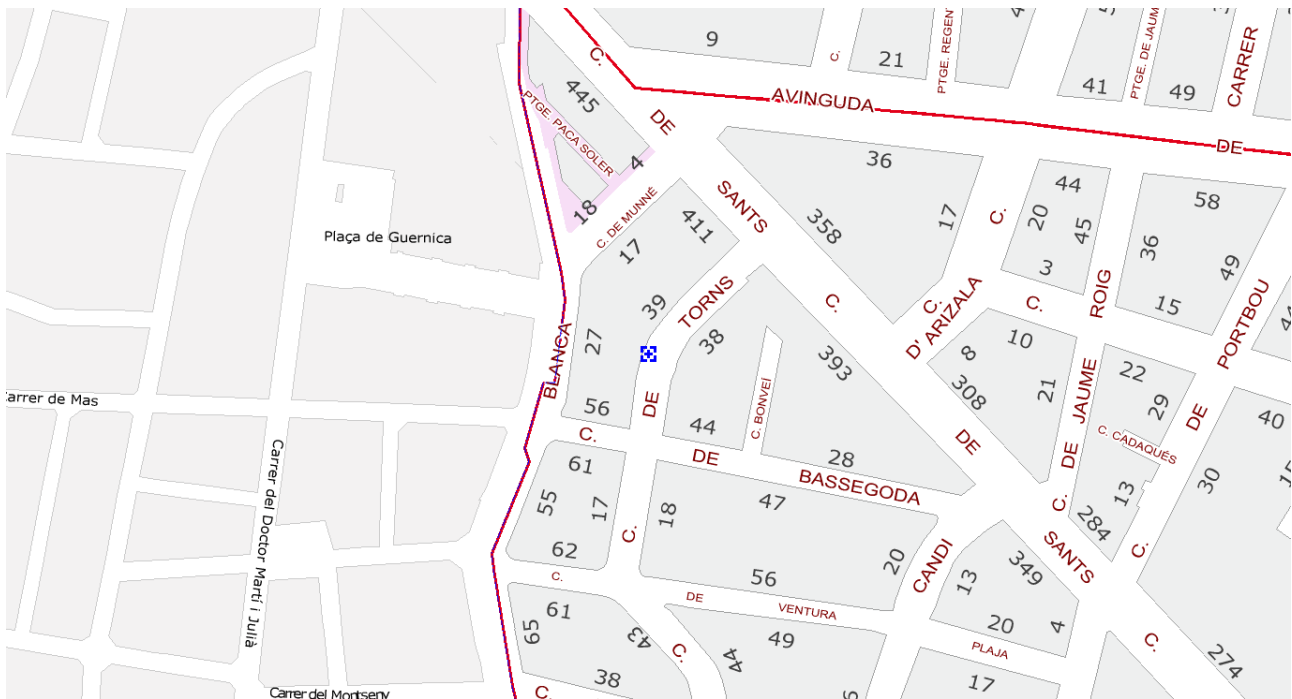 9
C.
C.
21
PTGE. REGENT
41
PTGE. DE JAUM
49
CARRER
445
AVINGUDA
PTGE. PACA SOLER
DE
DE
4
36
44
58
18
C. DE MUNNÉ
SANTS
411
358
17
C.
20
45
36
49
Plaça de Guernica
17
3
39
TORNS
C.
C.
D'ARIZALA
C.
ROIG
15
PORTBOU
44
27
38
393
8
10
22
BLANCA
Carrer de Mas
56
DE
C. BONVEÍ
308
21
DE JAUME
29
DE
40
C.
44
DE
C. CADAQUÉS
61
DE
28
BASSEGODA
30
15
55
17
18
47
C.
13
284
Carrer del Doctor Martí i Julià
C.
62
CANDI
20
SANTS
349
C.
C.
56
13
DE
VENTURA
61
65
43
44
49
20
4
C.
PLAJA
C.
274
38
17
Carrer del Montseny
C.